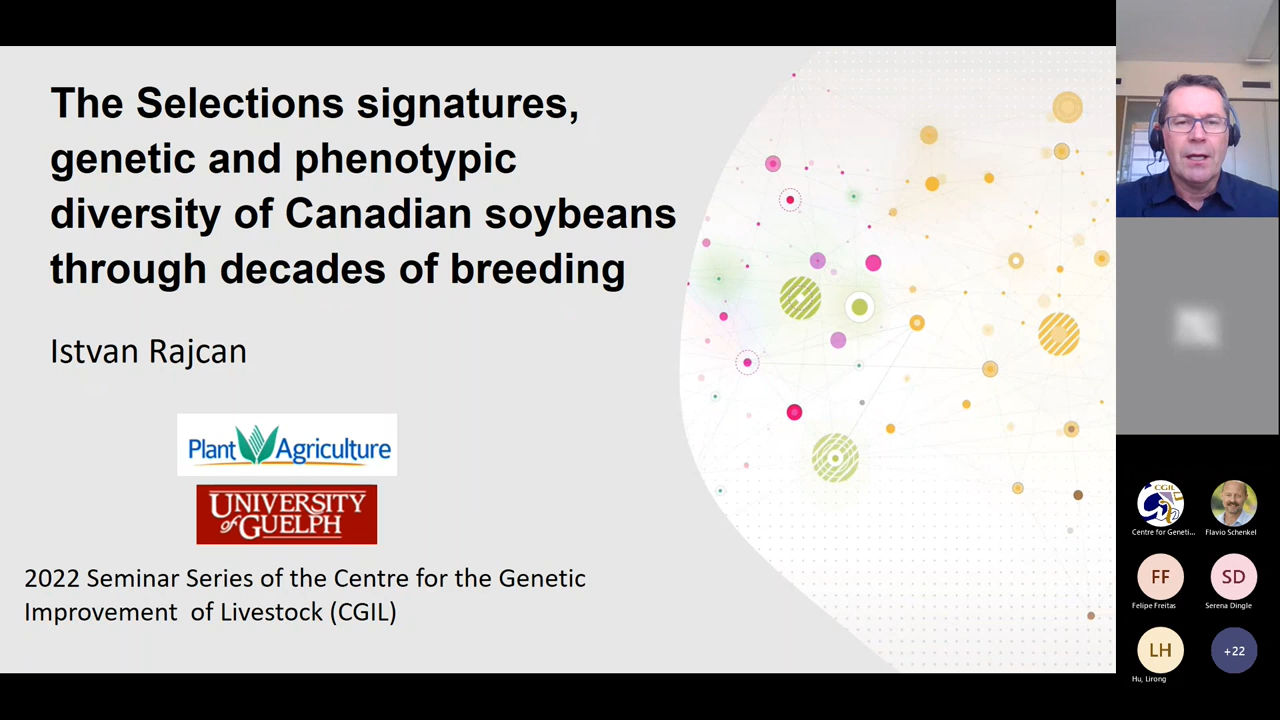 The Selections signatures,
genetic and phenotypic
diversity of Canadian soybeans
through decades of breeding
Istvan Rajcan
Plant Agriculture
UNIVERSITY
of GUELPH
2022 Seminar Series of the Centre for the Genetic
Improvement  of Livestock (CGIL)
CGIL
Centre for Geneti...
Flavio Schenkel
FF
Felipe Freitas
SD
Serena Dingle
LH
Hu, Lirong
+22